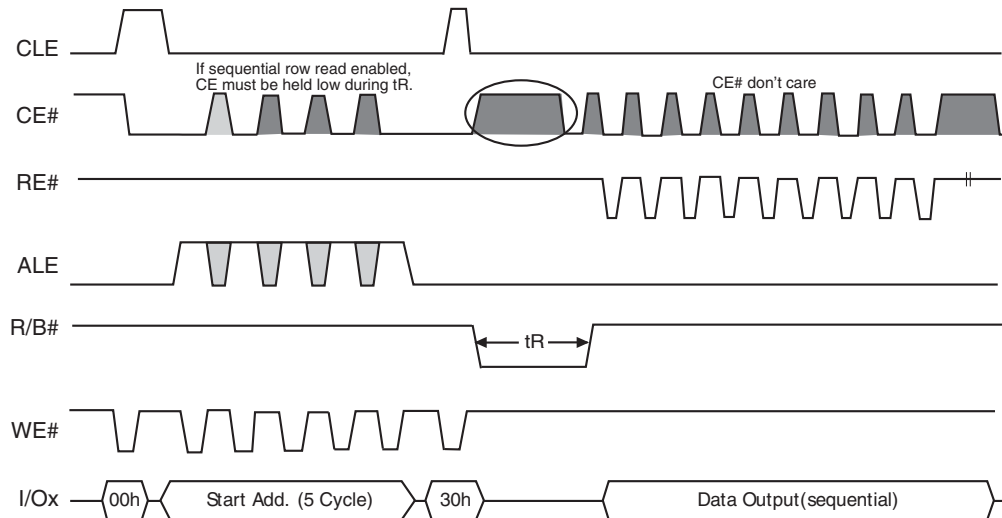 CLE
If sequential row read enabled,
CE must be held low during tR.
CE# don't care
CE#
RE#
ALE
R/B#
tR
WE#
I/Ox
00h
Start Add. (5 Cycle)
30h
Data Output(sequential)